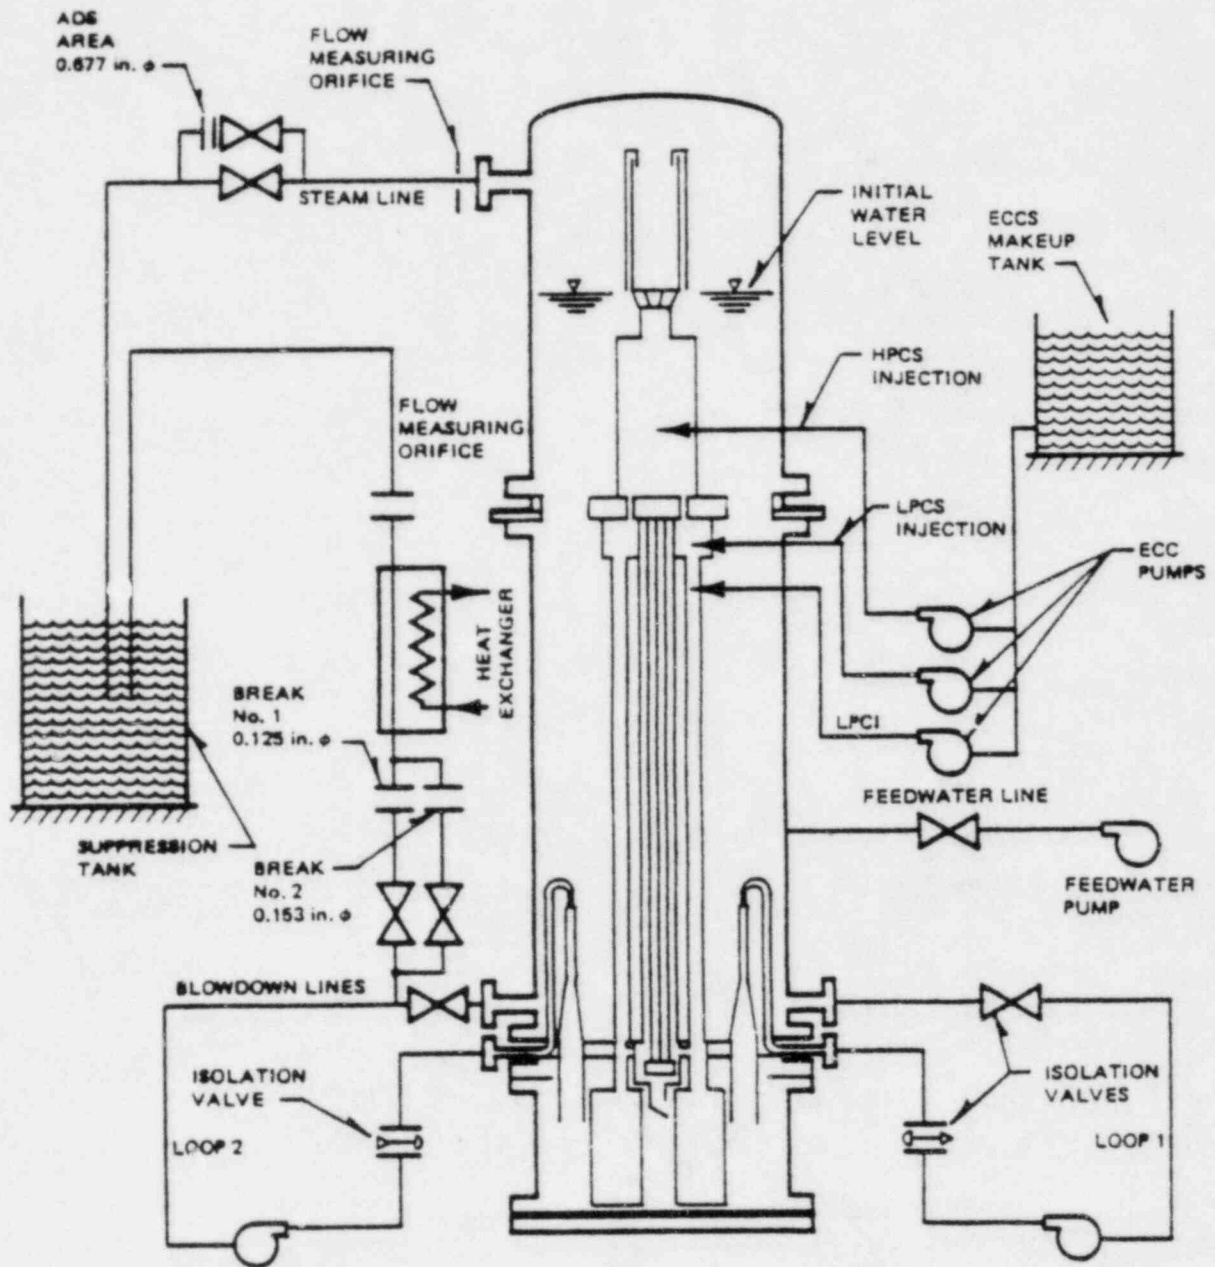 ADS
AREA
0.677 in. ø
FLOW
MEASURING
ORIFICE
STEAM LINE
INITIAL
WATER
LEVEL
ECCS
MAKEUP
TANK
HPCS
INJECTION
FLOW
MEASURING
ORIFICE
LPCS
INJECTION
ECC
PUMPS
HEAT
EXCHANGER
BREAK
No. 1
0.125 in. ø
LPCI
FEEDWATER LINE
SUPPRESSION
TANK
BREAK
No. 2
0.153 in. ø
FEEDWATER
PUMP
BLOWDOWN LINES
ISOLATION
VALVE
LOOP 2
ISOLATION
VALVES
LOOP 1